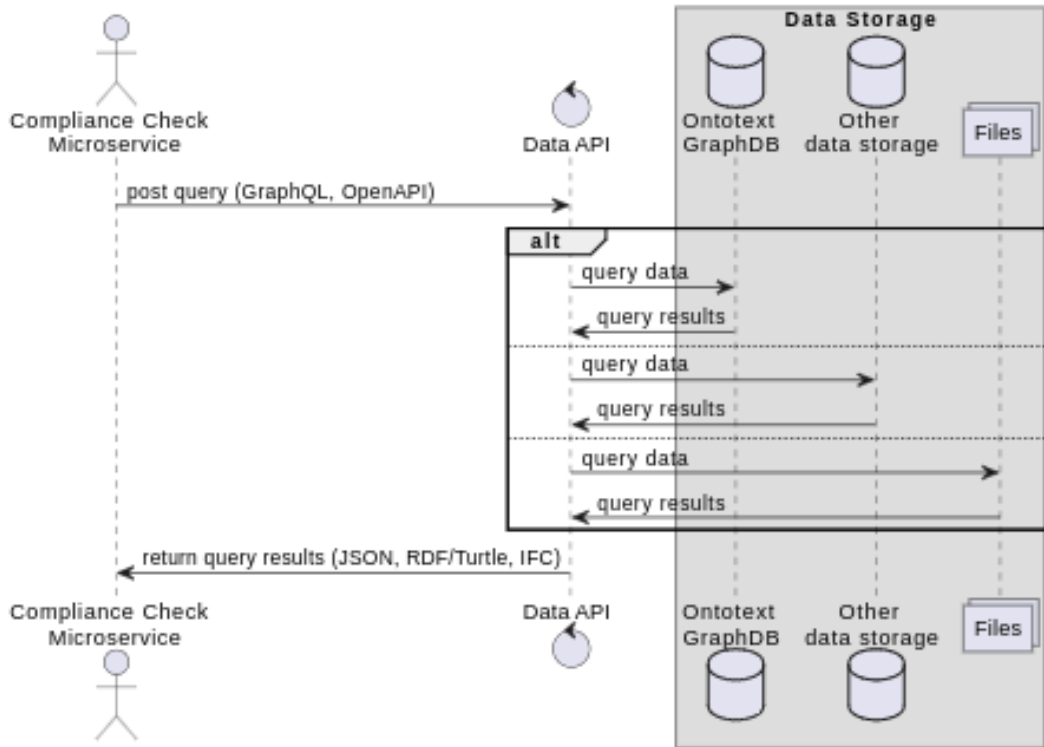 Data Storage
Compliance Check
Microservice
Data API
Ontotext
GraphDB
Other
data storage
Files
post query (GraphQL, OpenAPI)
alt
query data
query results
query data
query results
query data
query results
return query results (JSON, RDF/Turtle, IFC)
Compliance Check
Microservice
Data API
Ontotext
GraphDB
Other
data storage
Files